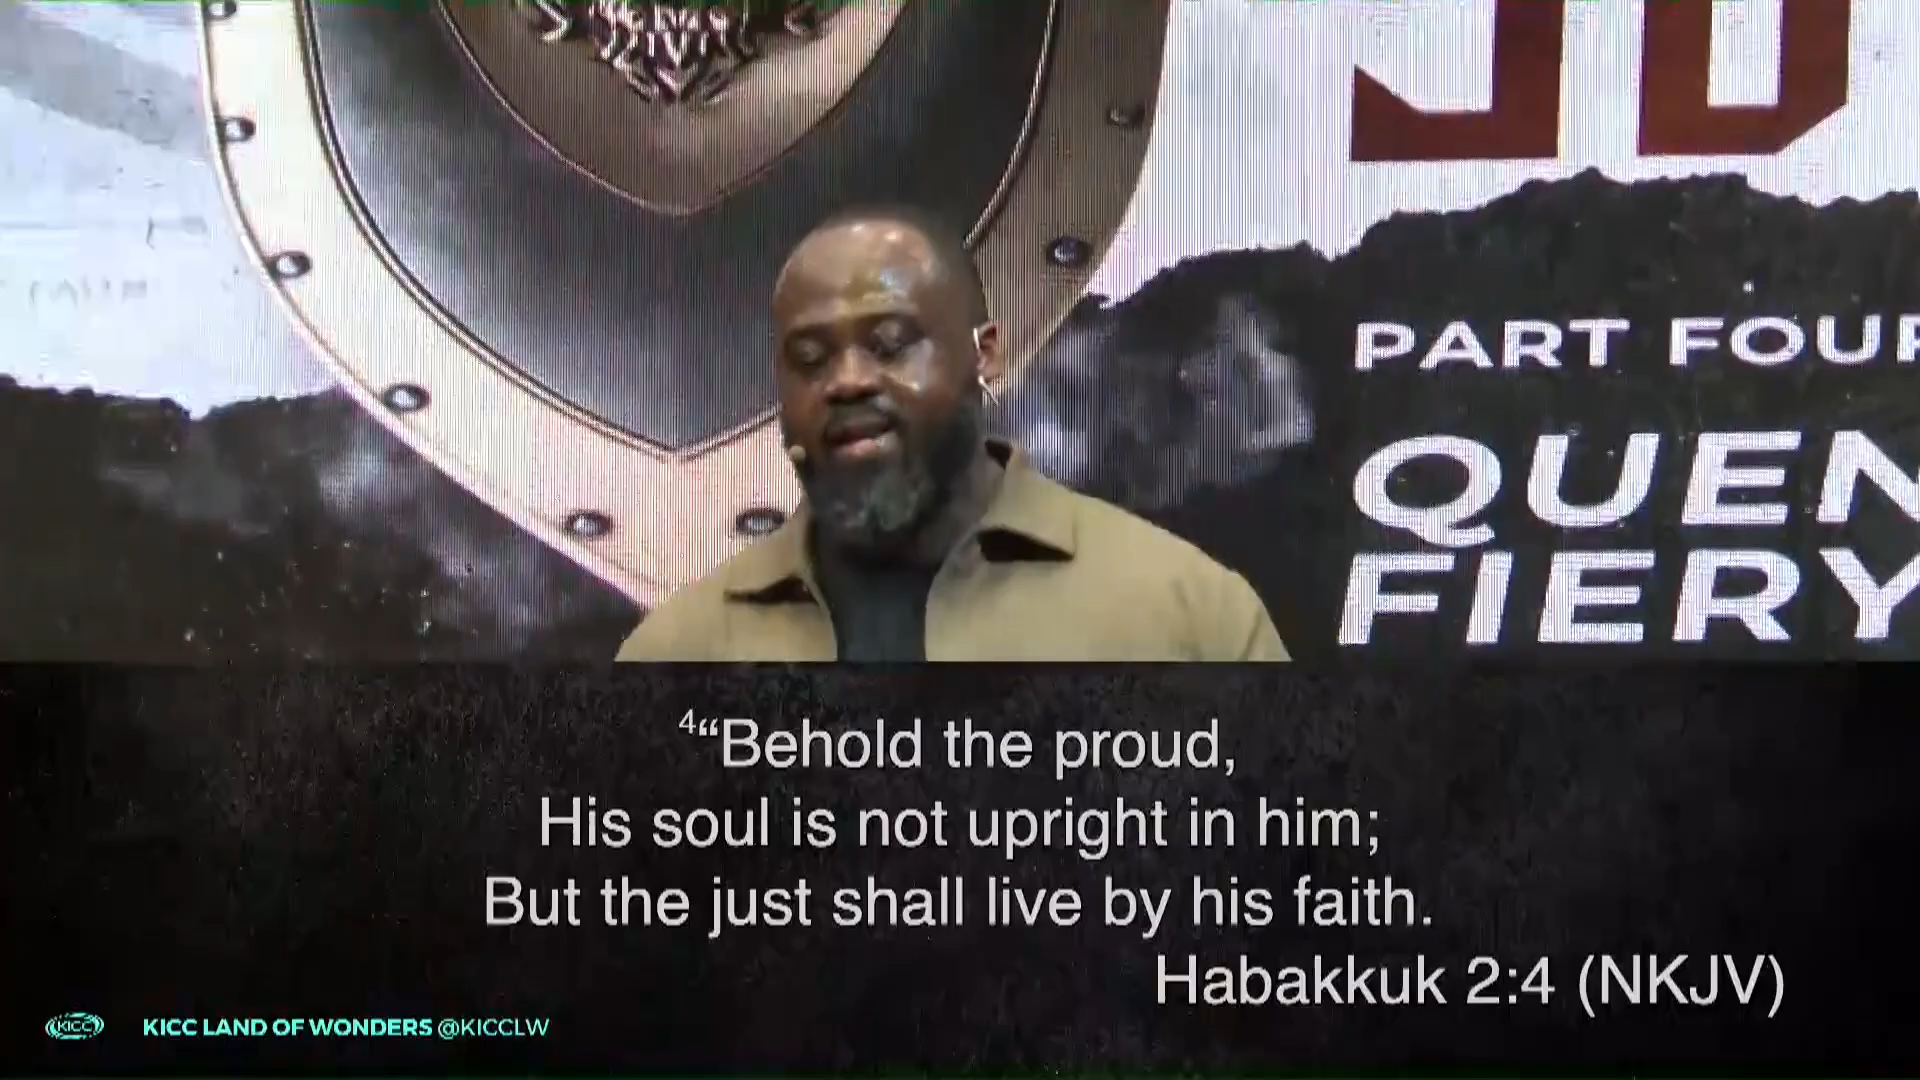 PART FOUR
QUEN
FIERY
4“Behold the proud,
His soul is not upright in him;
But the just shall live by his faith.
Habakkuk 2:4 (NKJV)
KICC KICC LAND OF WONDERS @KICCLW